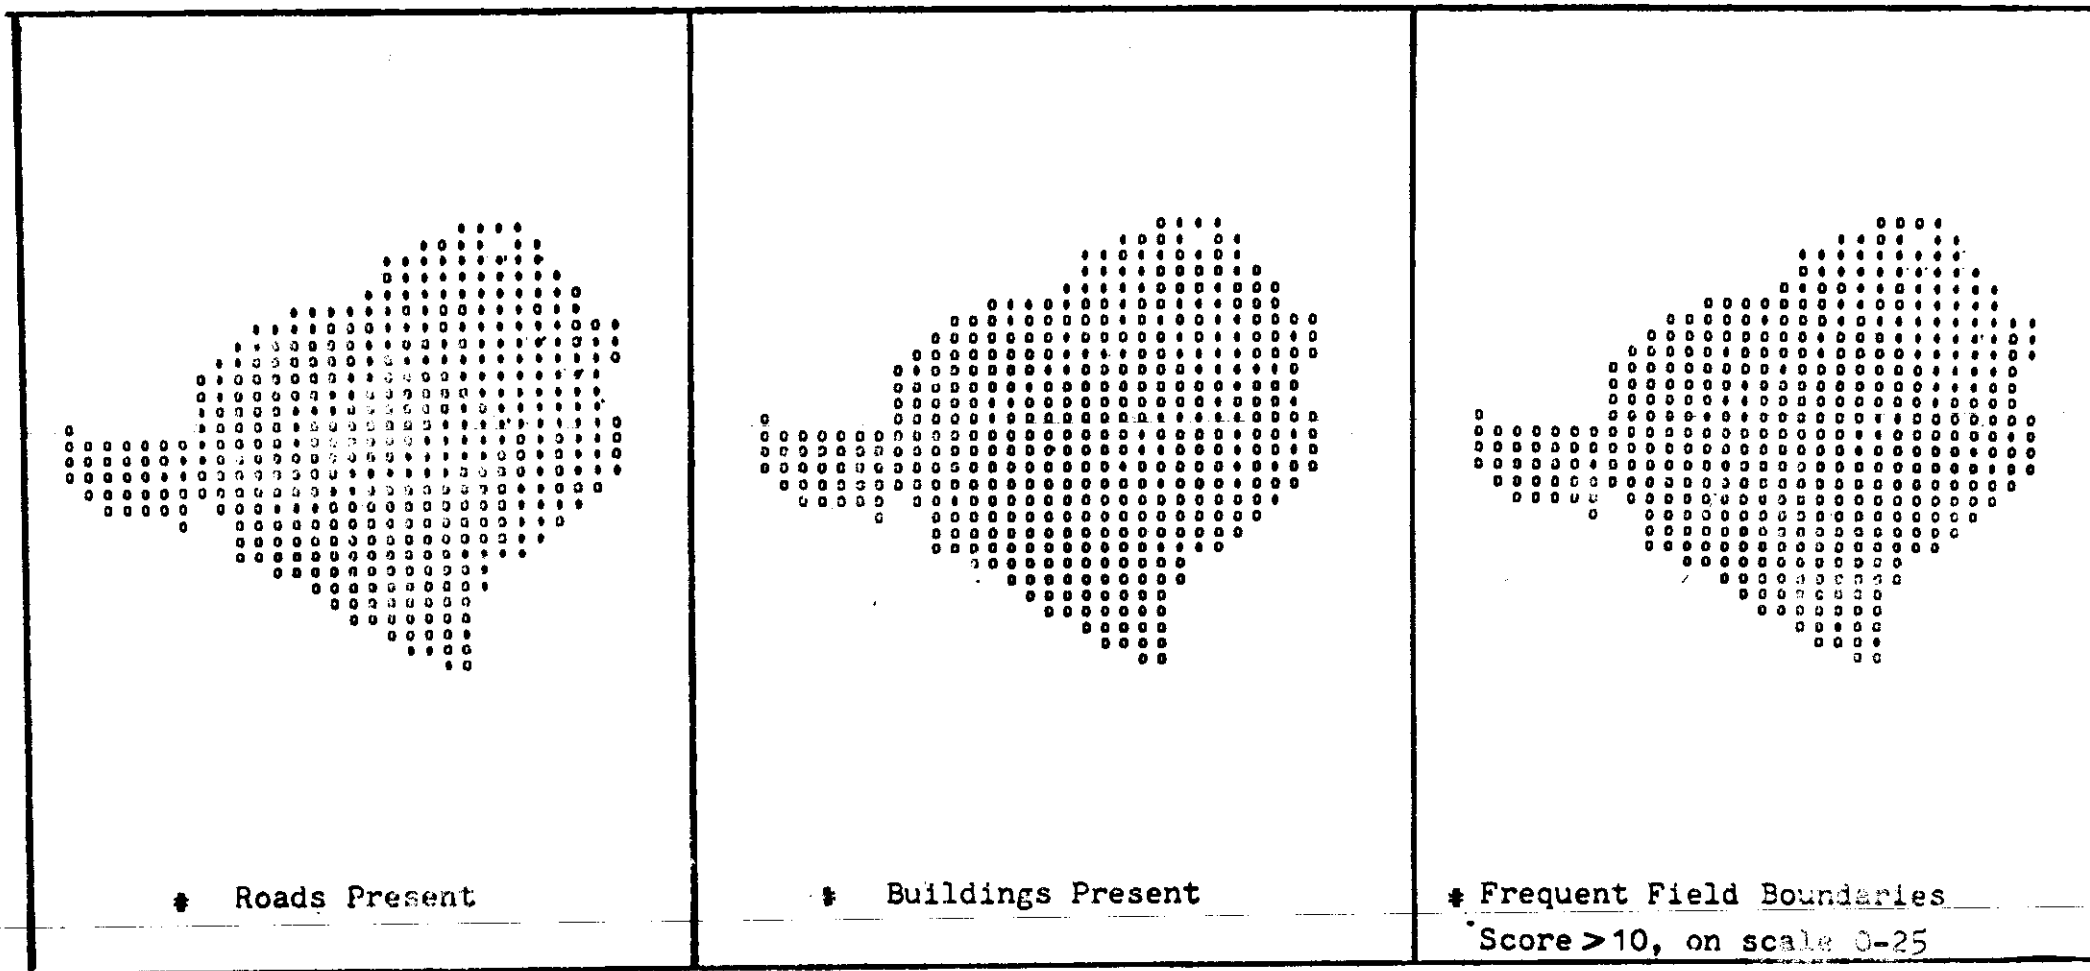 # Roads Present
# Buildings Present
# Frequent Field Boundaries
Score > 10, on scale 0-25